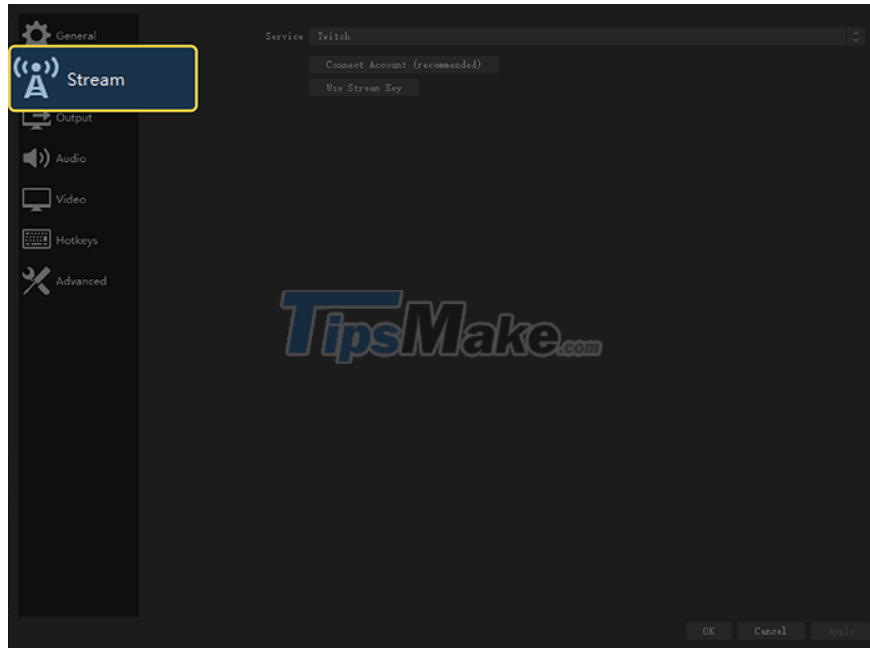 General
Stream
Output
Audio
Video
Hotkeys
Advanced
Service Twitch
Connect Account (recommended)
Use Stream Key
TipsMake.com
OK Cancel Apply